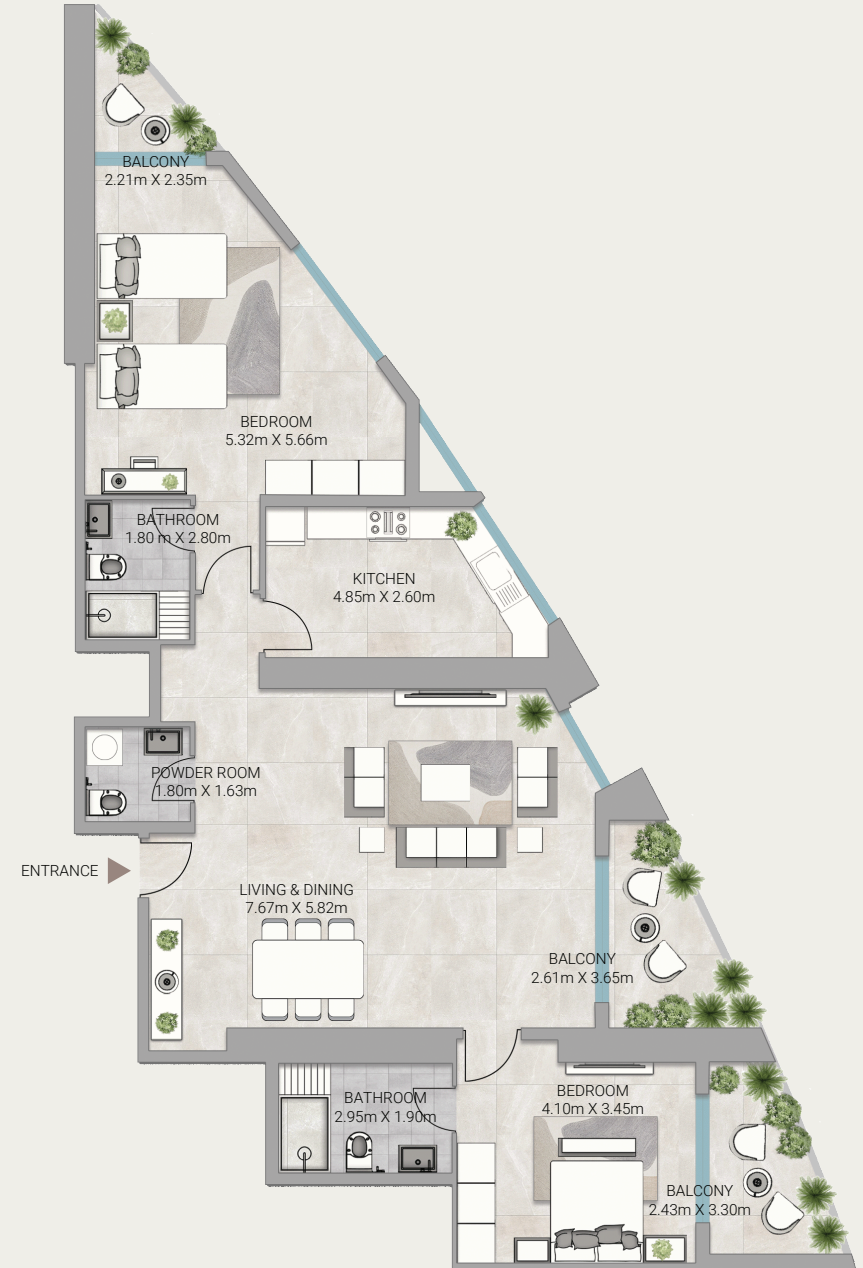 BALCONY
2.21m X 2.35m
BEDROOM
5.32m X 5.66m
BATHROOM
1.80 m X 2.80m
KITCHEN
4.85m X 2.60m
POWDER ROOM
1.80m X 1.63m
ENTRANCE
LIVING & DINING
7.67m X 5.82m
BALCONY
2.61m X 3.65m
BATHROOM
2.95m X 1.90m
BEDROOM
4.10m X 3.45m
BALCONY
2.43m X 3.30m